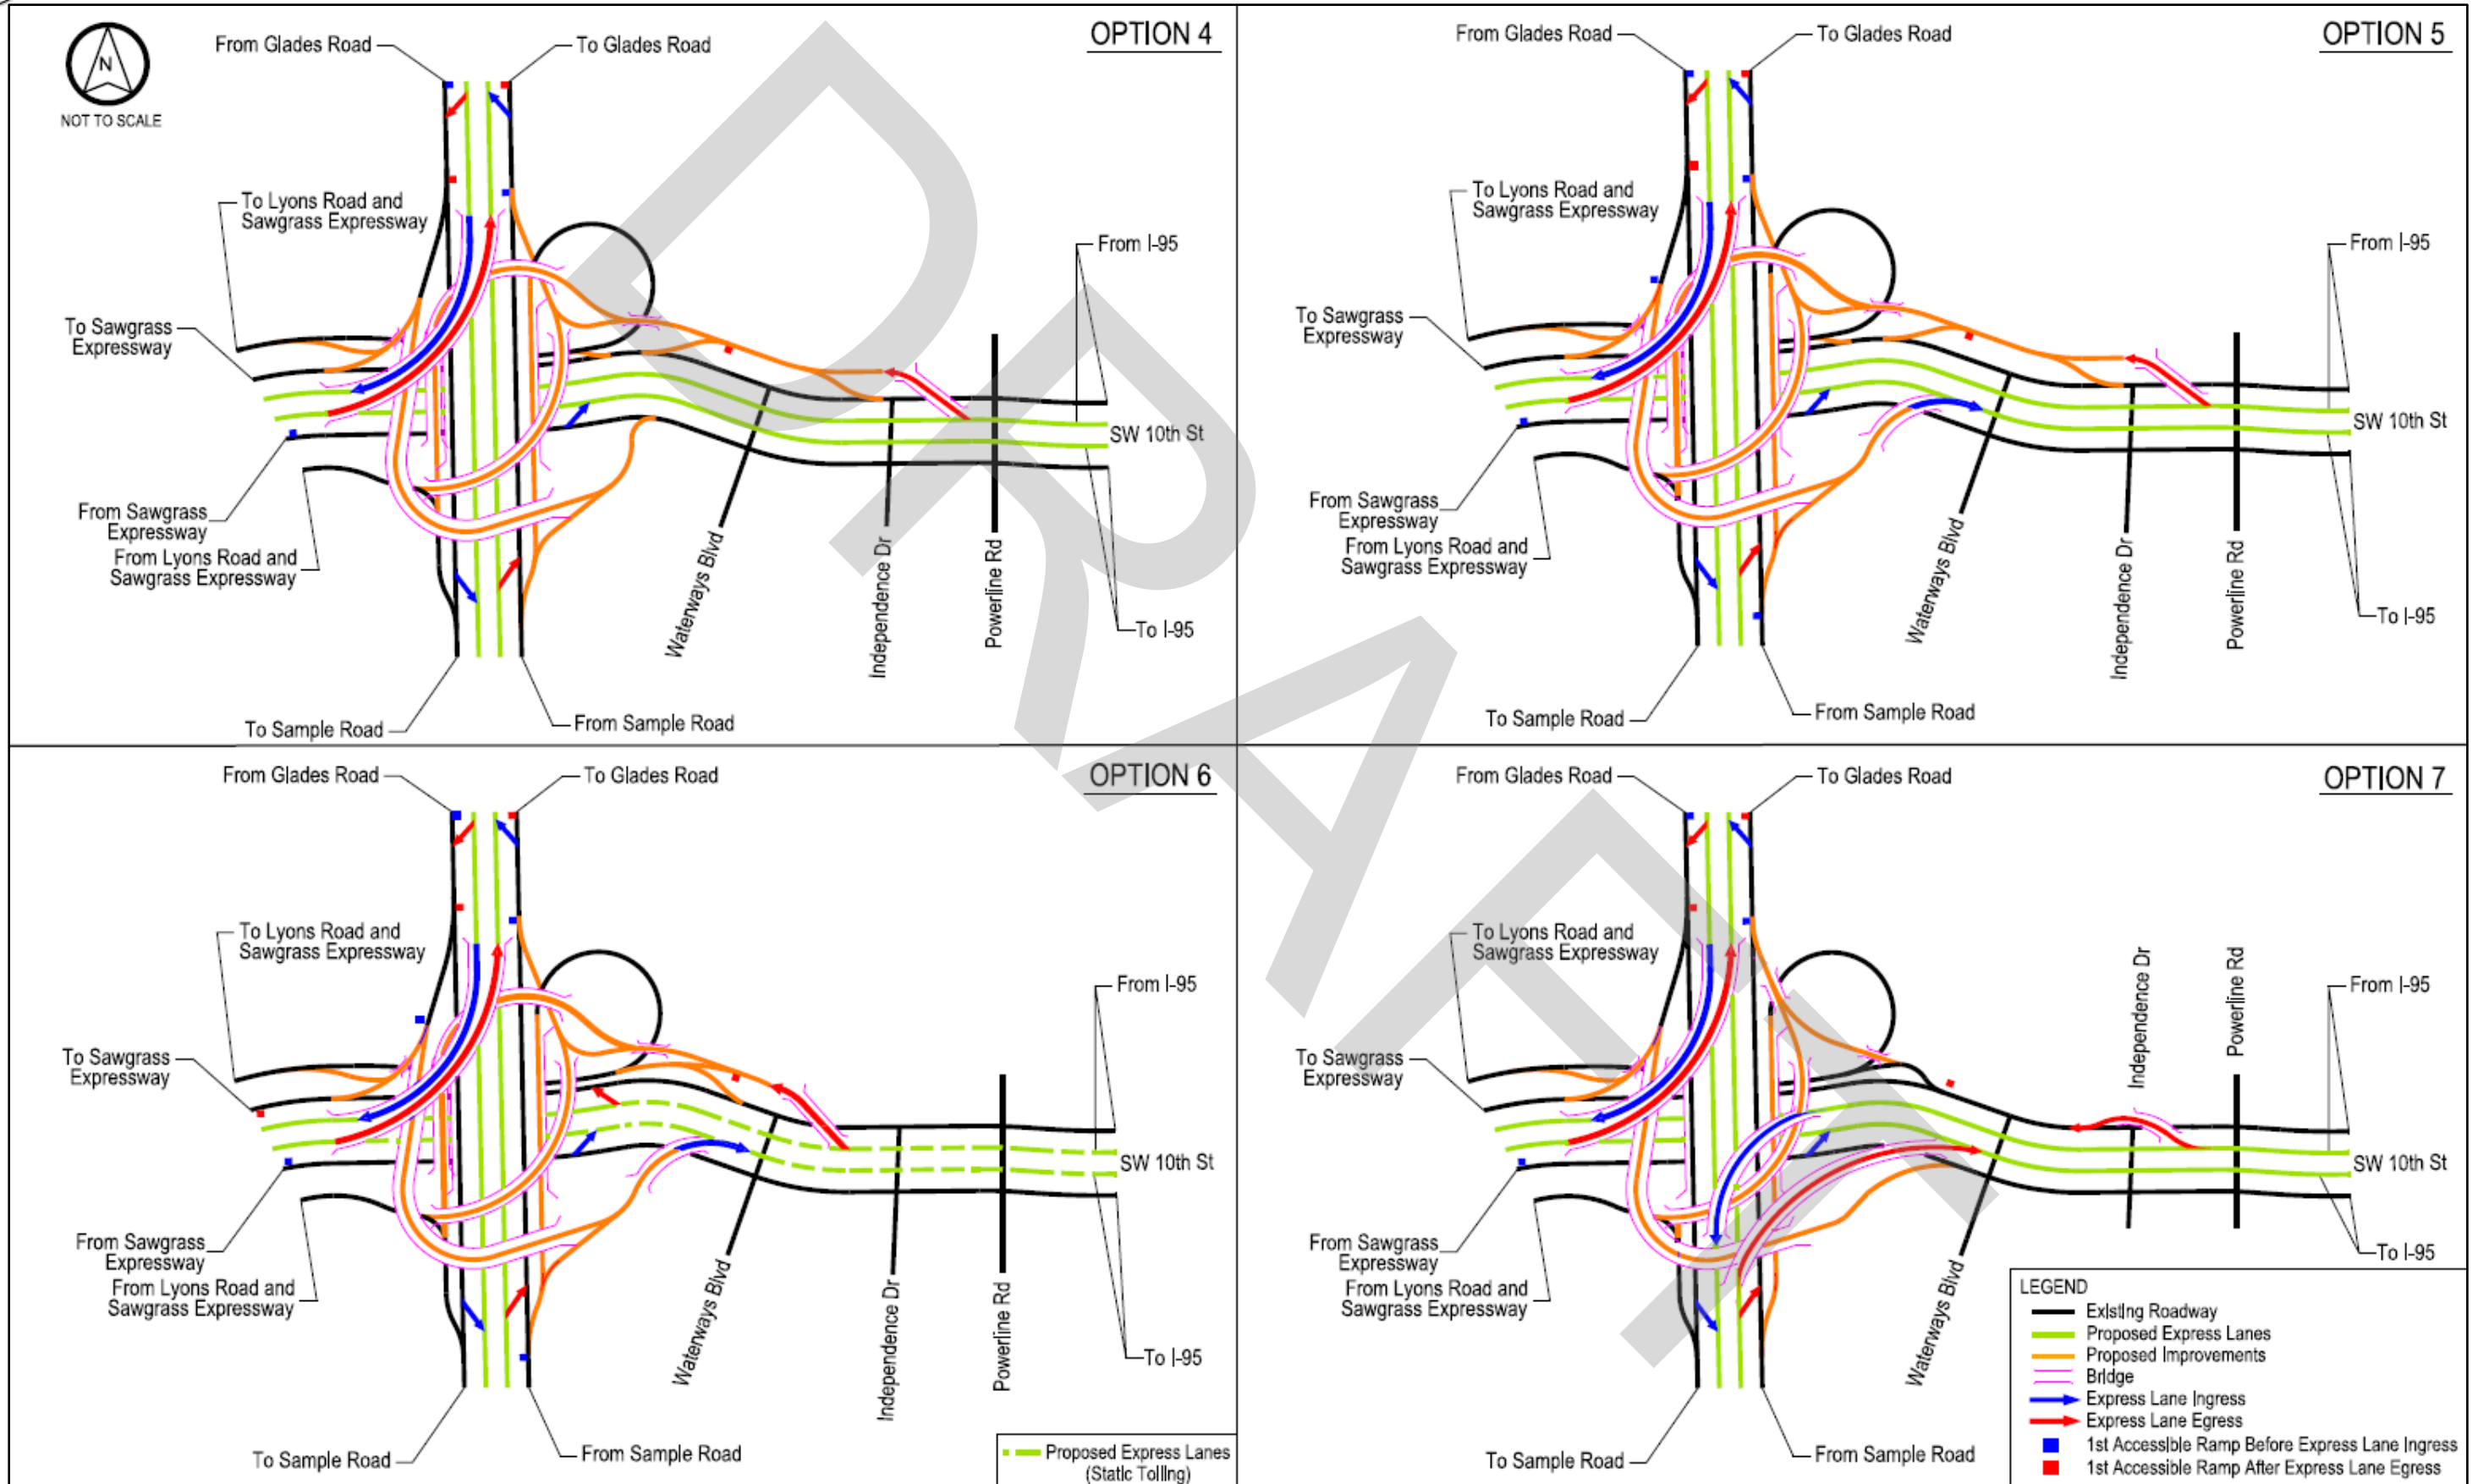 OPTION 4
N
NOT TO SCALE
From Glades Road
To Glades Road
To Lyons Road and
Sawgrass Expressway
To Sawgrass
Expressway
From I-95
SW 10th St
From Sawgrass
Expressway
From Lyons Road and
Sawgrass Expressway
Waterways Blvd
Independence Dr
Powerline Rd
To I-95
To Sample Road
From Sample Road
OPTION 5
From Glades Road
To Glades Road
To Lyons Road and
Sawgrass Expressway
To Sawgrass
Expressway
From I-95
SW 10th St
From Sawgrass
Expressway
From Lyons Road and
Sawgrass Expressway
Waterways Blvd
Independence Dr
Powerline Rd
To I-95
To Sample Road
From Sample Road
OPTION 6
From Glades Road
To Glades Road
To Lyons Road and
Sawgrass Expressway
To Sawgrass
Expressway
From I-95
SW 10th St
From Sawgrass
Expressway
From Lyons Road and
Sawgrass Expressway
Waterways Blvd
Independence Dr
Powerline Rd
To I-95
To Sample Road
From Sample Road
Proposed Express Lanes
(Static Tolling)
OPTION 7
From Glades Road
To Glades Road
To Lyons Road and
Sawgrass Expressway
To Sawgrass
Expressway
Independence Dr
Powerline Rd
From I-95
SW 10th St
From Sawgrass
Expressway
From Lyons Road and
Sawgrass Expressway
Waterways Blvd
To I-95
To Sample Road
From Sample Road
LEGEND
Existing Roadway
Proposed Express Lanes
Proposed Improvements
Bridge
Express Lane Ingress
Express Lane Egress
1st Accessible Ramp Before Express Lane Ingress
1st Accessible Ramp After Express Lane Egress
DRAFT